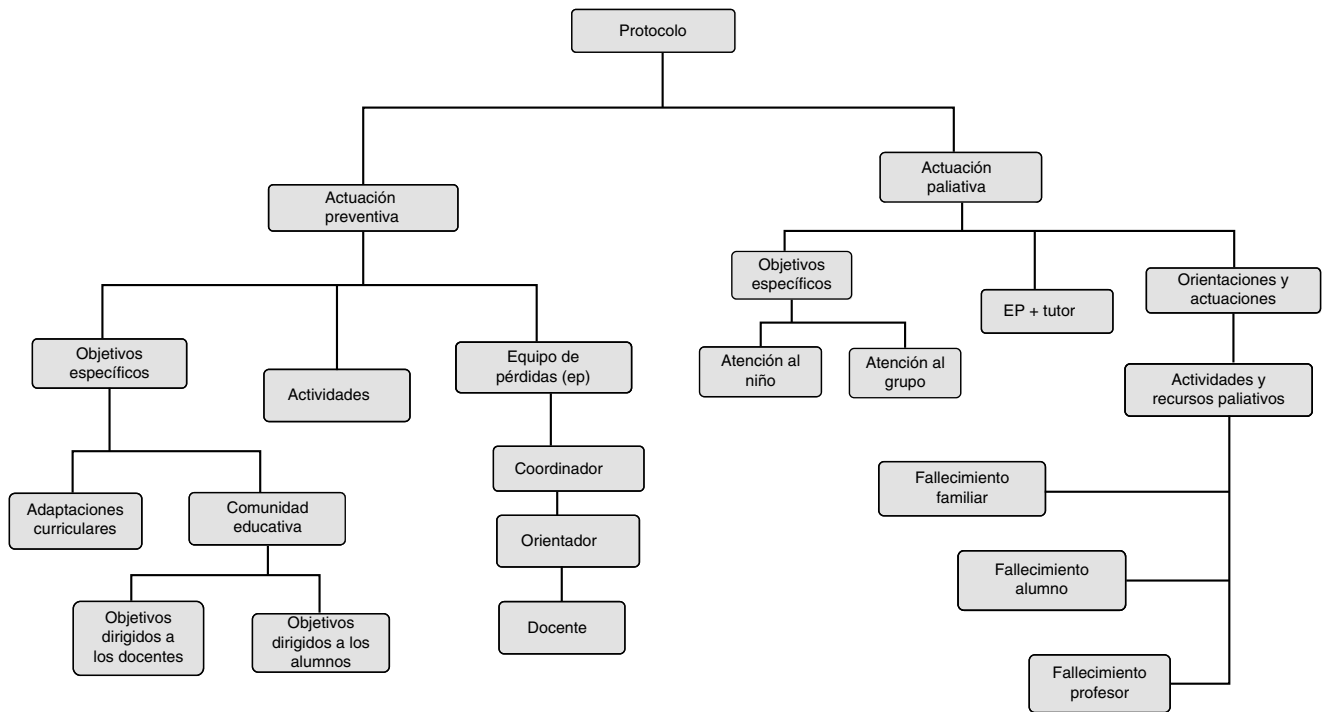 Protocolo
Actuación
preventiva
Actuación
paliativa
Objetivos
específicos
Actividades
Equipo de
pérdidas (ep)
Adaptaciones
curriculares
Comunidad
educativa
Objetivos
dirigidos a
los docentes
Objetivos
dirigidos a los
alumnos
Coordinador
Orientador
Docente
Objetivos
específicos
EP + tutor
Orientaciones y
actuaciones
Atención al
niño
Atención al
grupo
Actividades y
recursos paliativos
Fallecimiento
familiar
Fallecimiento
alumno
Fallecimiento
profesor